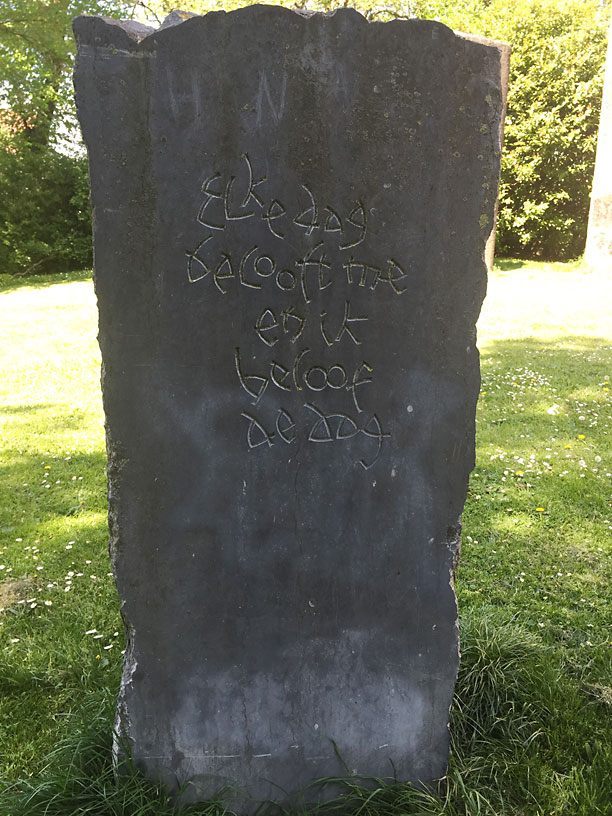 H N
Elke dag
belooft me
en ik
beloof
de dag